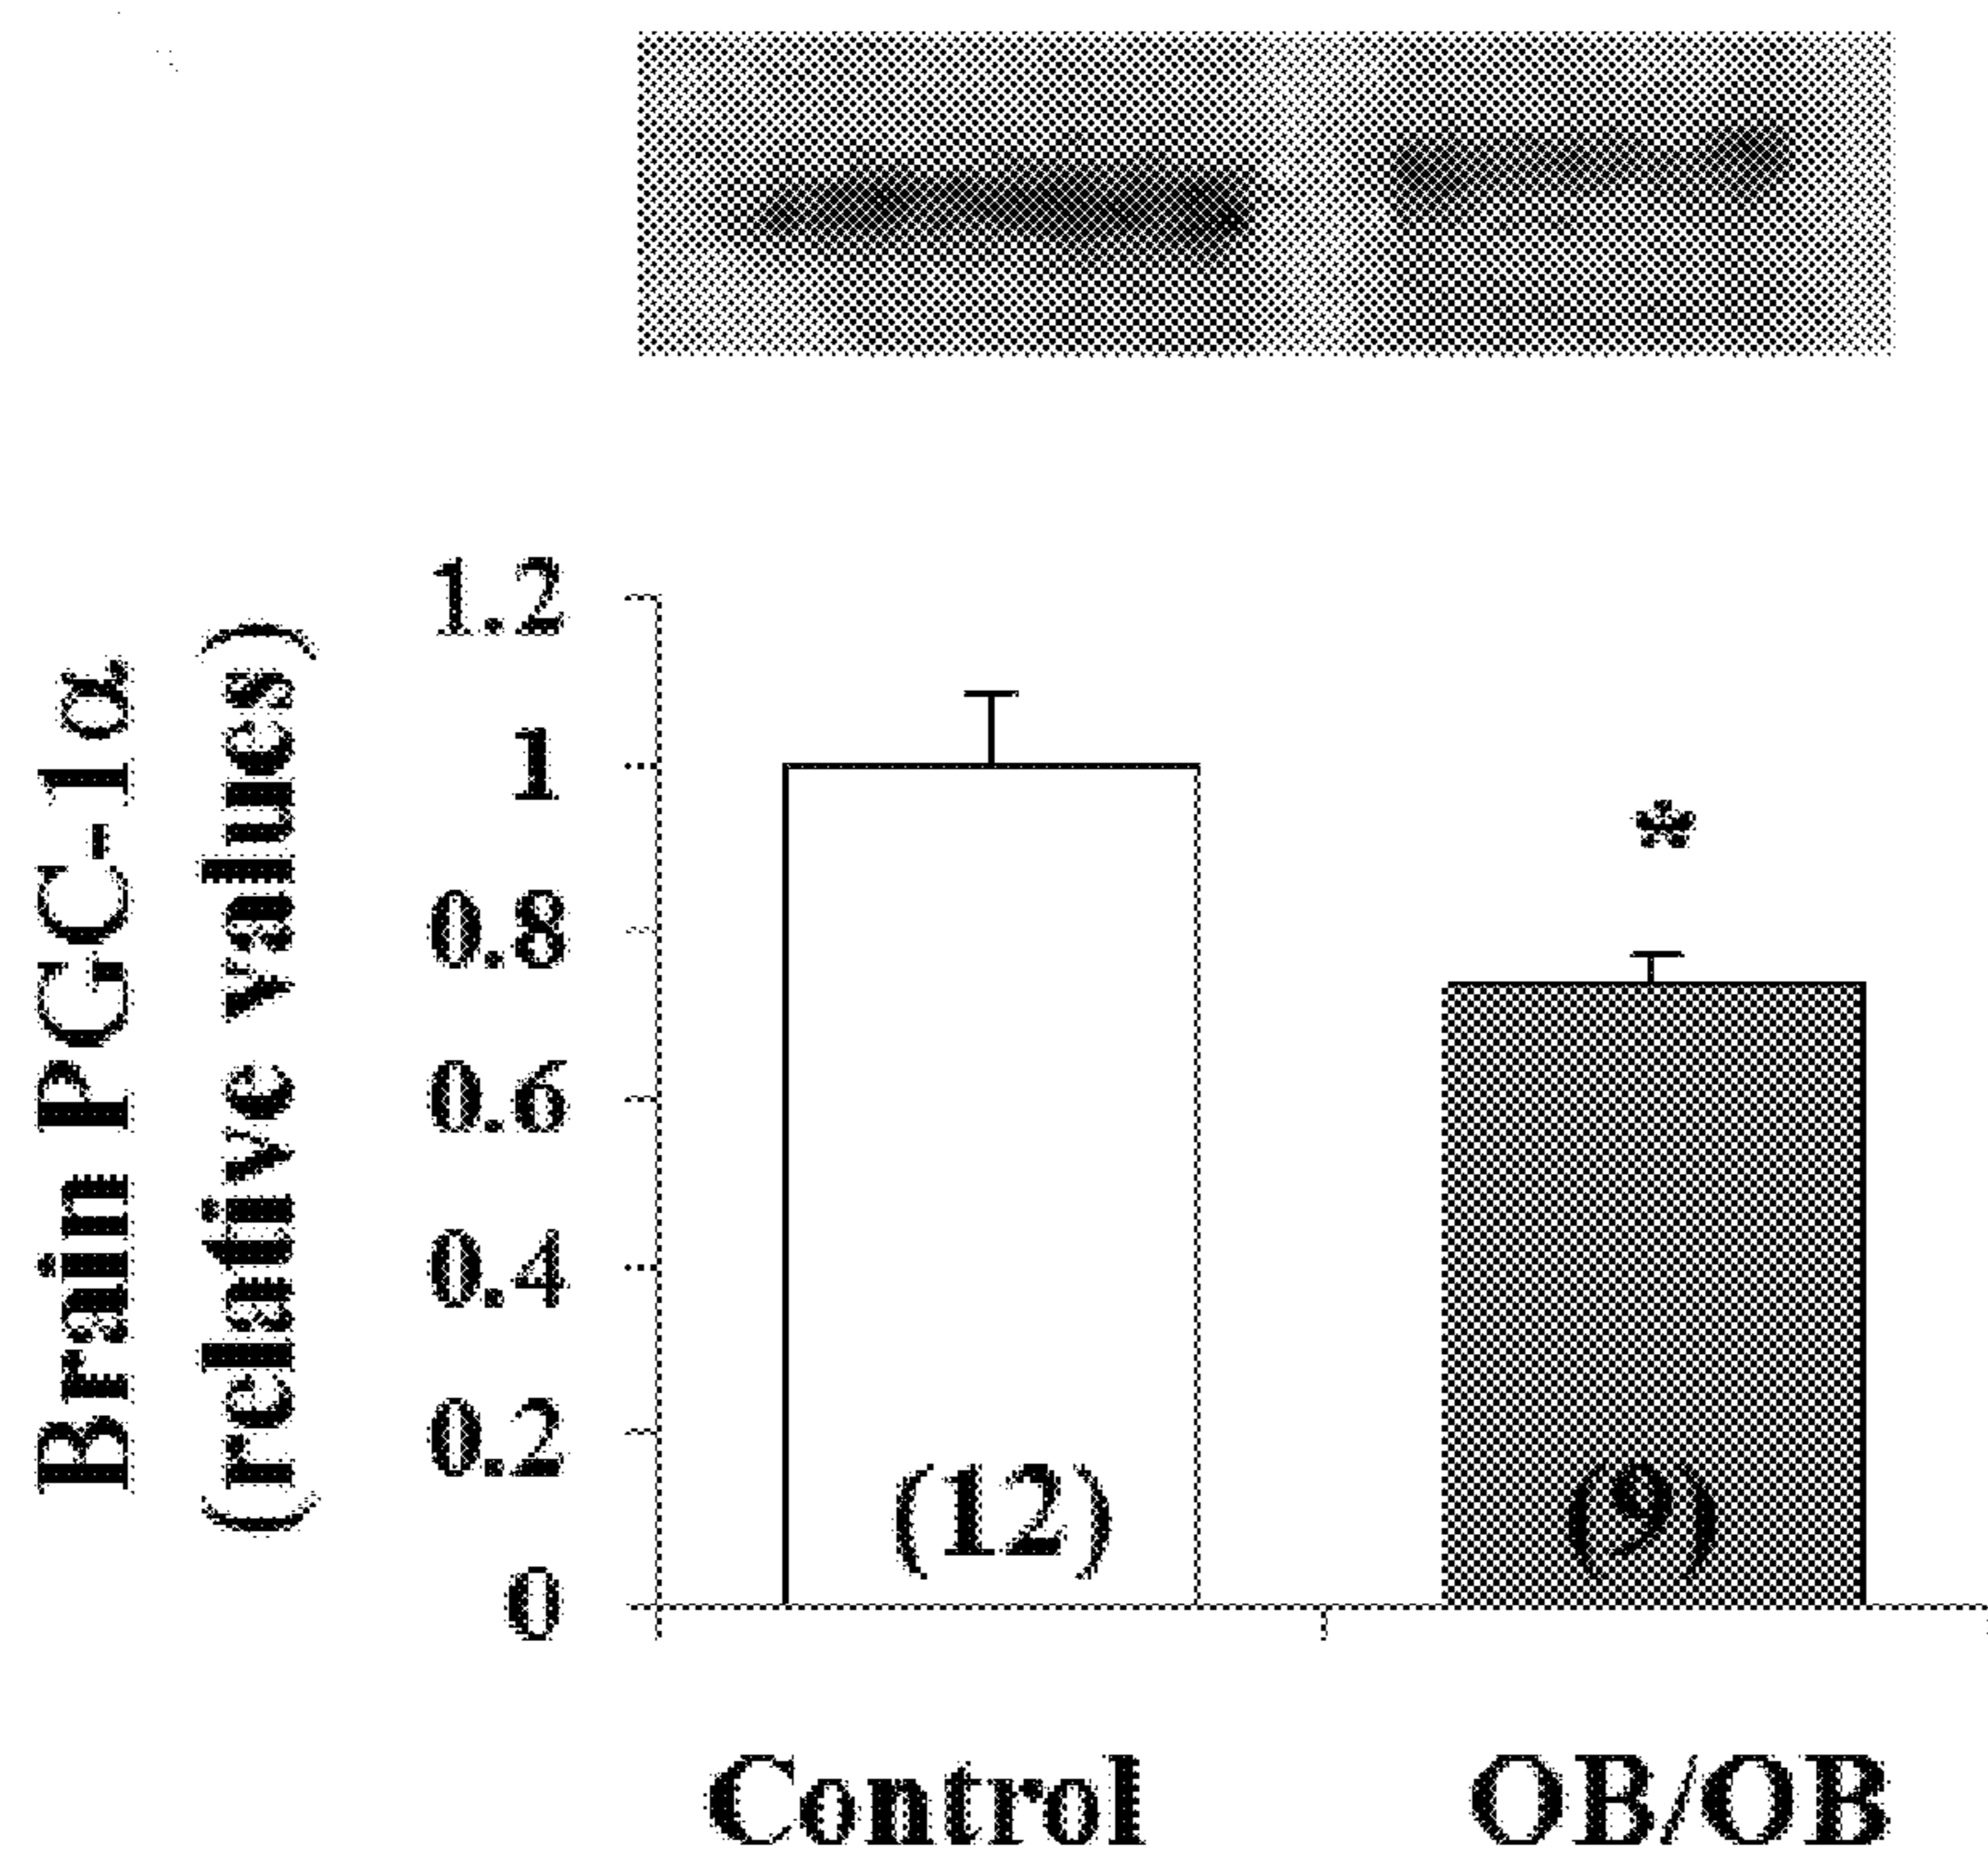 Brain PGC-1α
(relative values)
1.2
1
0.8
0.6
0.4
0.2
0
*
(12)
(9)
Control
OB/OB